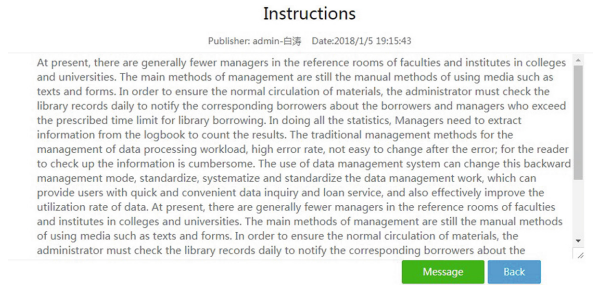 Instructions
Publisher: admin-白涛 Date:2018/1/5 19:15:43
At present, there are generally fewer managers in the reference rooms of faculties and institutes in colleges
and universities. The main methods of management are still the manual methods of using media such as
texts and forms. In order to ensure the normal circulation of materials, the administrator must check the
library records daily to notify the corresponding borrowers about the borrowers and managers who exceed
the prescribed time limit for library borrowing. In doing all the statistics, Managers need to extract
information from the logbook to count the results. The traditional management methods for the
management of data processing workload, high error rate, not easy to change after the error; for the reader
to check up the information is cumbersome. The use of data management system can change this backward
management mode, standardize, systematize and standardize the data management work, which can
provide users with quick and convenient data inquiry and loan service, and also effectively improve the
utilization rate of data. At present, there are generally fewer managers in the reference rooms of faculties
and institutes in colleges and universities. The main methods of management are still the manual methods
of using media such as texts and forms. In order to ensure the normal circulation of materials, the
administrator must check the library records daily to notify the corresponding borrowers about the
Message Back